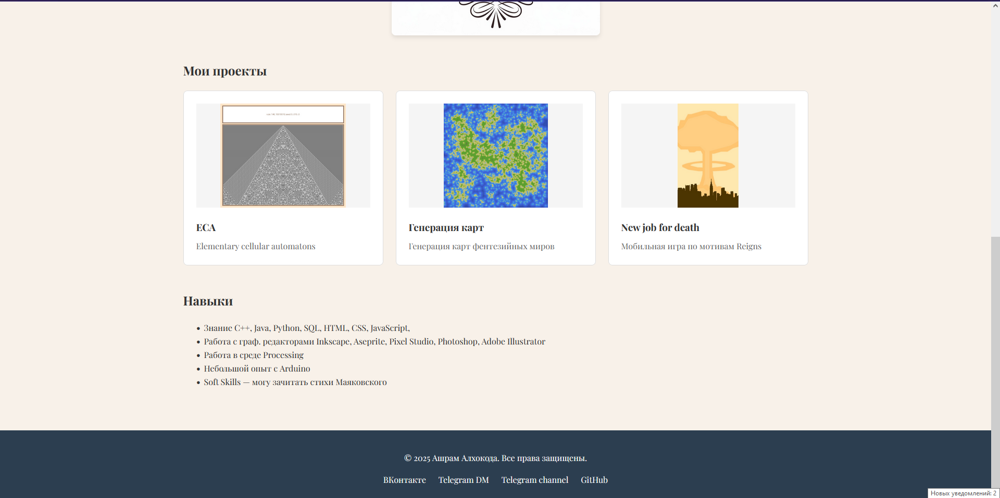 Мои проекты
ECA
Elementary cellular automatons
Генерация карт
Генерация карт фентезийных миров
New job for death
Мобильная игра по мотивам Reigns
Навыки
• Знание C++, Java, Python, SQL, HTML, CSS, JavaScript,
• Работа с граф. редакторами Inkscape, Aseprite, Pixel Studio, Photoshop, Adobe Illustrator
• Работа в среде Processing
• Небольшой опыт с Arduino
• Soft Skills — могу зачитать стихи Маяковского
© 2025 Ашрам Алхокода. Все права защищены.
ВКонтакте Telegram DM Telegram channel GitHub
Новых уведомлений: 2